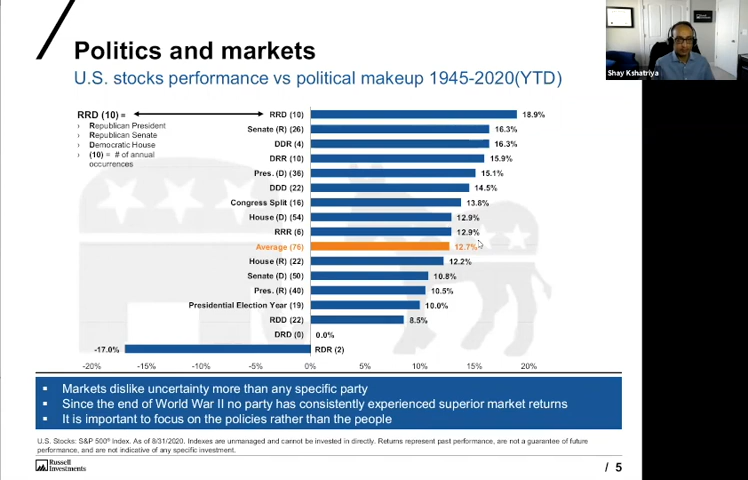 Politics and markets
U.S. stocks performance vs political makeup 1945-2020(YTD)
Russell Investments
Shay Kshatriya
RRD (10) =
› Republican President
› Republican Senate
› Democratic House
› (10) = # of annual
occurrences
RRD (10) 18.9%
Senate (R) (26) 16.3%
DDR (4) 16.3%
DRR (10) 15.9%
Pres. (D) (36) 15.1%
DDD (22) 14.5%
Congress Split (16) 13.8%
House (D) (54) 12.9%
RRR (6) 12.9%
Average (76) 12.7%
House (R) (22) 12.2%
Senate (D) (50) 10.8%
Pres. (R) (40) 10.5%
Presidential Election Year (19) 10.0%
RDD (22) 8.5%
DRD (0) 0.0%
-17.0% RDR (2)
-20% -15% -10% -5% 0% 5% 10% 15% 20%
▪ Markets dislike uncertainty more than any specific party
▪ Since the end of World War II no party has consistently experienced superior market returns
▪ It is important to focus on the policies rather than the people
U.S. Stocks: S&P 500® Index. As of 8/31/2020. Indexes are unmanaged and cannot be invested in directly. Returns represent past performance, are not a guarantee of future
performance, and are not indicative of any specific investment.
Russell
Investments
/ 5